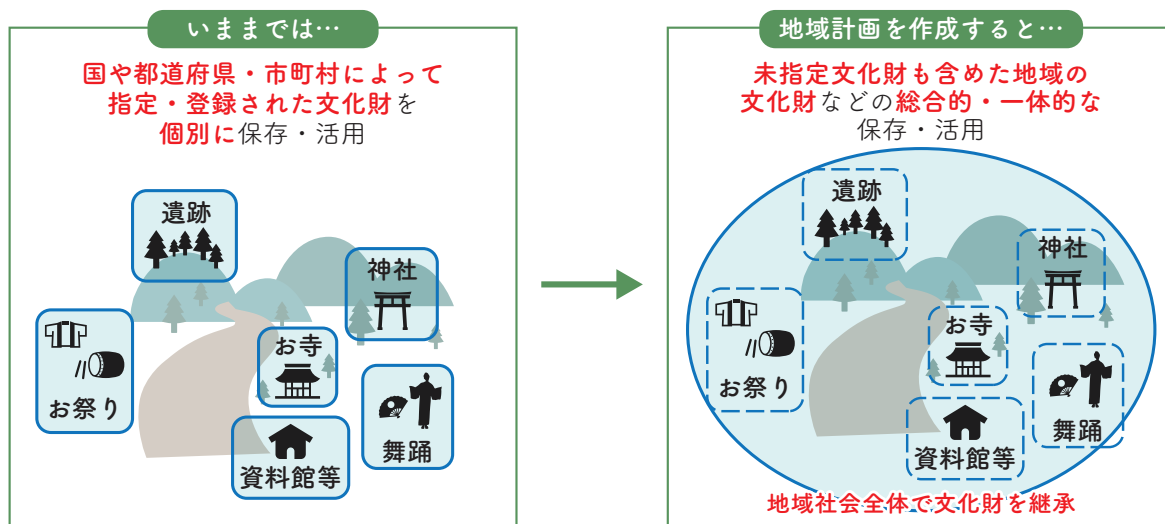 いままでは…
国や都道府県・市町村によって
指定・登録された文化財を
個別に保存・活用
遺跡
神社
お寺
お祭り
舞踊
資料館等
地域計画を作成すると…
未指定文化財も含めた地域の
文化財などの総合的・一体的な
保存・活用
遺跡
神社
お寺
お祭り
舞踊
資料館等
地域社会全体で文化財を継承